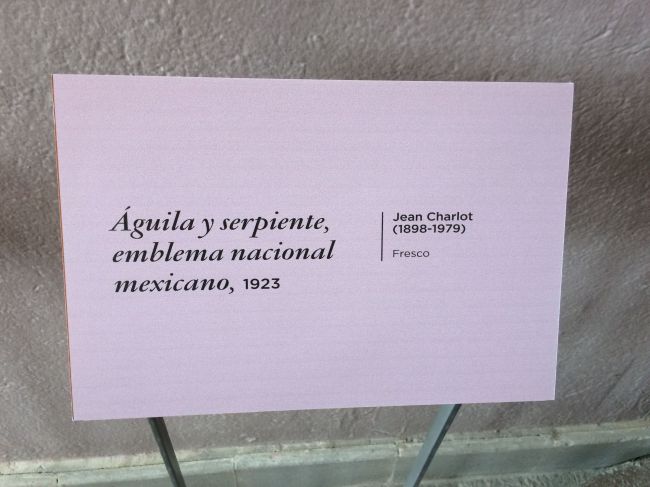 Águila y serpiente,
emblema nacional
mexicano, 1923
Jean Charlot
(1898-1979)
Fresco